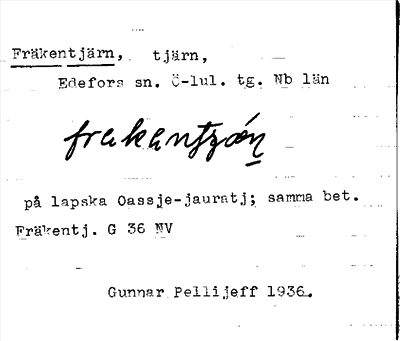 Fräkentjärn, tjärn,
Edefors sn. Ö-lul. tg. Nb län
på lapska Oassje-jauratj; samma bet.
Fräkentj. G 36 NV
Gunnar Pellijeff 1936.